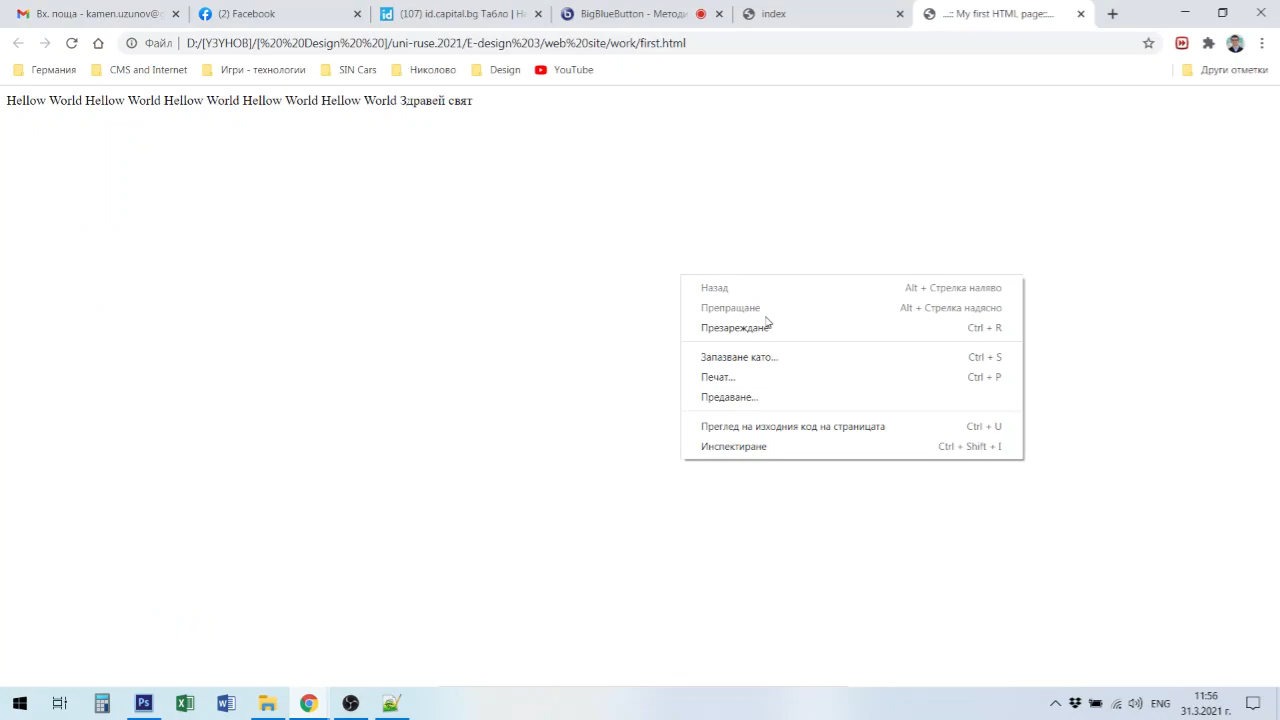 Вх. поща - kamen.uzunov@g
(2) Facebook
(107) id.capital.bg Табло | Не
BigBlueButton - Методи
index
..:: My first HTML page::...
Файл
D:/[УЗУНОВ]/[%20%20Design%20%20]/uni-ruse.2021/E-design%203/web%20site/work/first.html
Германия
CMS and Internet
Игри - технологии
SIN Cars
Николово
Design
YouTube
Други отметки
Hellow World Hellow World Hellow World Hellow World Hellow World Здравей свят
Назад Alt + Стрелка наляво
Препращане Alt + Стрелка надясно
Презареждане Ctrl + R
Запазване като... Ctrl + S
Печат... Ctrl + P
Предаване...
Преглед на изходния код на страницата Ctrl + U
Инспектиране Ctrl + Shift + I
ENG
11:56
31.3.2021 г.